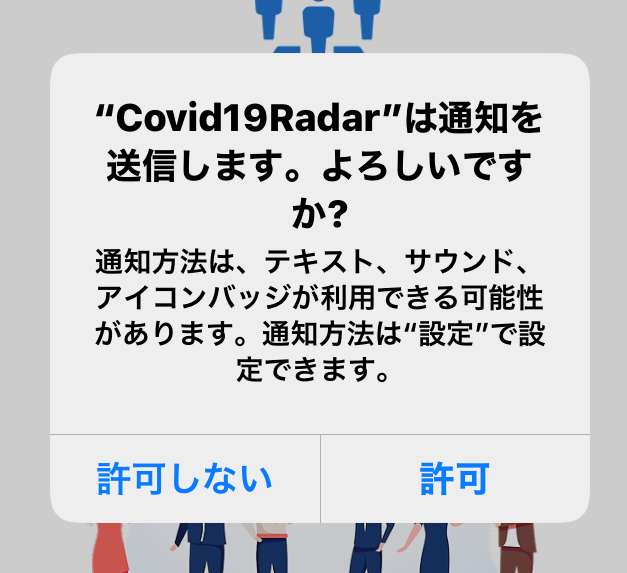 “Covid19Radar”は通知を
送信します。よろしいです
か?
通知方法は、テキスト、サウンド、
アイコンバッジが利用できる可能性
があります。通知方法は“設定”で設
定できます。
許可しない
許可